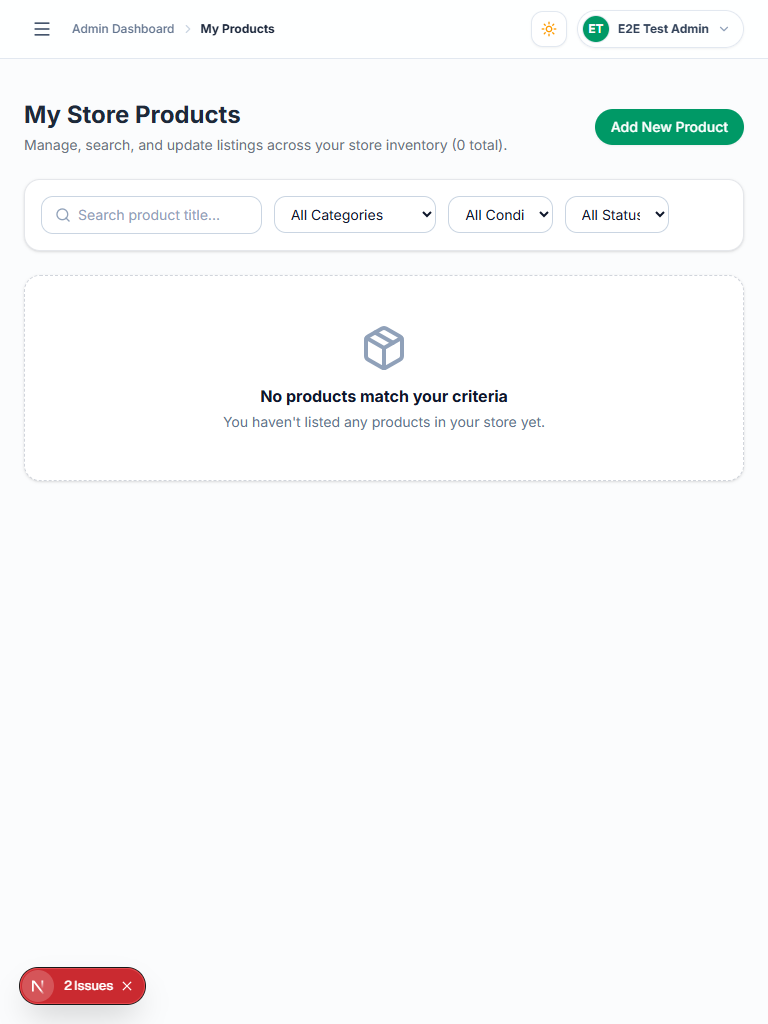 Admin Dashboard > My Products
ET E2E Test Admin
My Store Products
Add New Product
Manage, search, and update listings across your store inventory (0 total).
Search product title...
All Categories
All Condi
All Status
No products match your criteria
You haven't listed any products in your store yet.
N 2 Issues